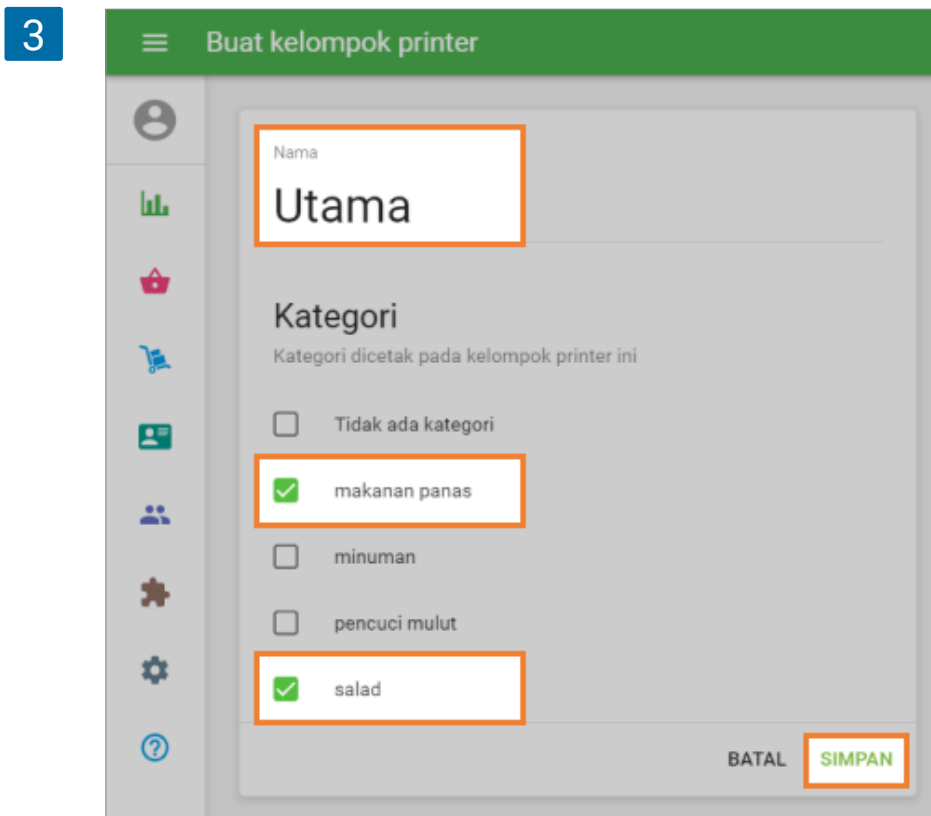 3
Buat kelompok printer
Nama
Utama
Kategori
Kategori dicetak pada kelompok printer ini
Tidak ada kategori
makanan panas
minuman
pencuci mulut
salad
BATAL SIMPAN